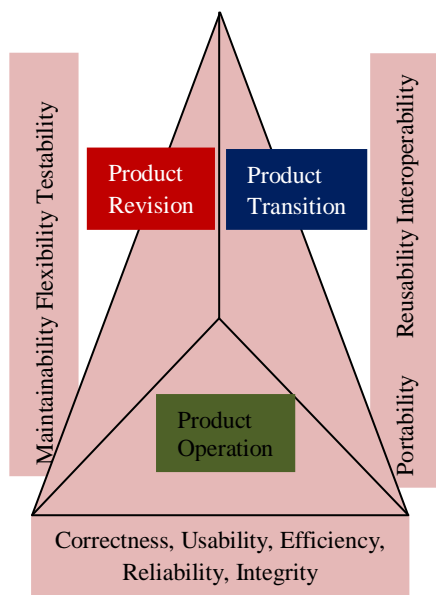 Product
Revision
Product
Transition
Maintainability Flexibility Testability
Portability Reusability Interoperability
Product
Operation
Correctness, Usability, Efficiency,
Reliability, Integrity